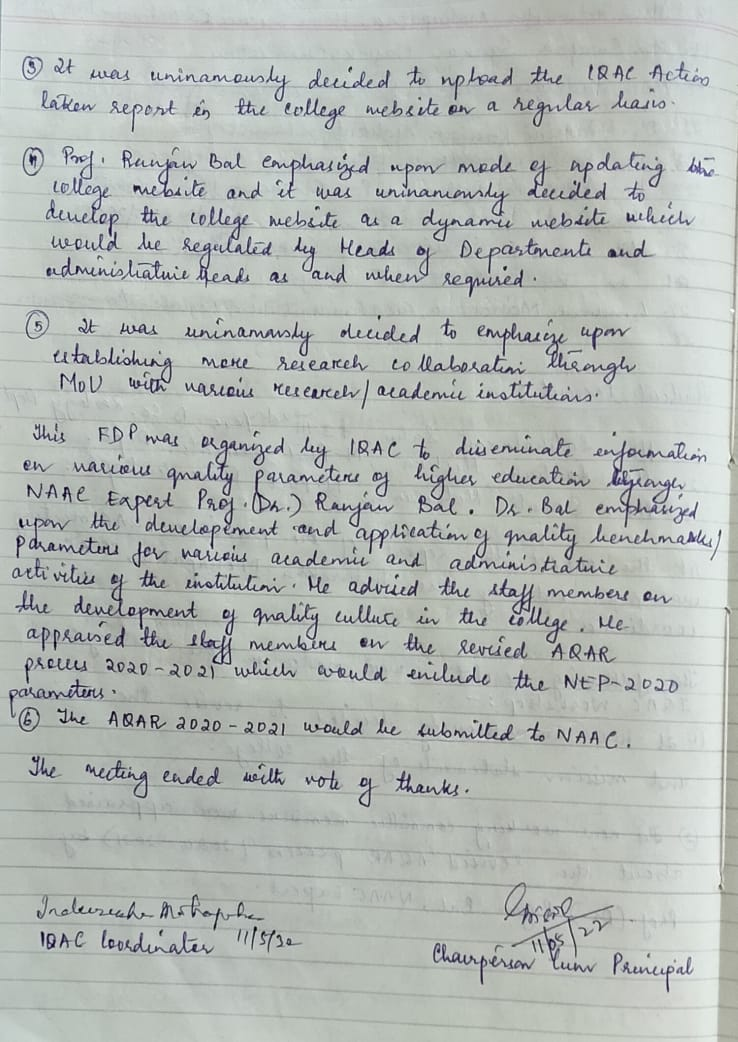 ③ It was uninamously decided to upload the IQAC Action
taken report in the college website on a regular basis.
④ Prof. Ranjan Bal emphasized upon mode of updating the
college website and it was uninamously decided to
develop the college website as a dynamic website which
would be regulated by Heads of Departments and
administrative Heads as and when required.
⑤ It was uninamously decided to emphasize upon
establishing more research collaboration through
MoU with various research/academic institutions.
This FDP was organized by IQAC to disseminate information
on various quality parameters of higher education through
NAAC Expert Prof. (Dr.) Ranjan Bal. Dr. Bal emphasized
upon the developement and application of quality benchmarks/
parameters for various academic and administrative
activities of the institution. He advised the staff members on
the development of quality culture in the college. He
appraised the staff members on the revised AQAR
process 2020-2021 which would include the NEP-2020
parameters.
⑥ The AQAR 2020-2021 would be submitted to NAAC.
The meeting ended with vote of thanks.
IQAC Coordinator 11/5/22
11/05/22
Chairperson Cum Principal